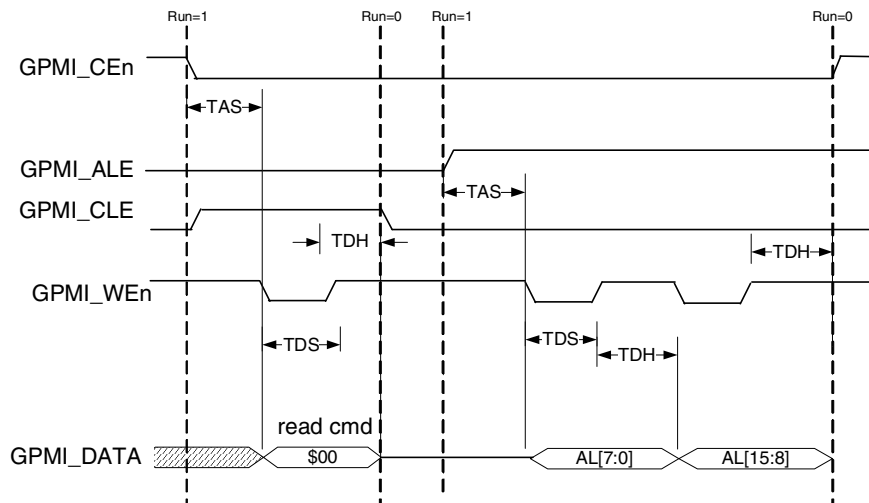 Run=1 Run=0 Run=1 Run=0
GPMI_CEn
TAS
GPMI_ALE
TAS
GPMI_CLE
TDH
TDH
GPMI_WEn
TDS
TDS
TDH
read cmd
GPMI_DATA
$00
AL[7:0]
AL[15:8]